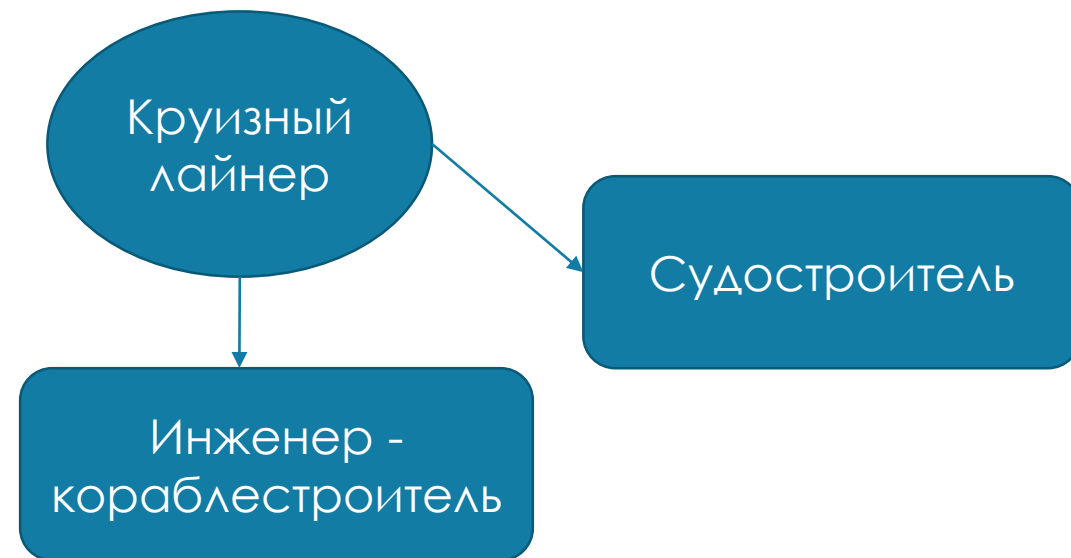 Круизный
лайнер
Судостроитель
Инженер -
кораблестроитель